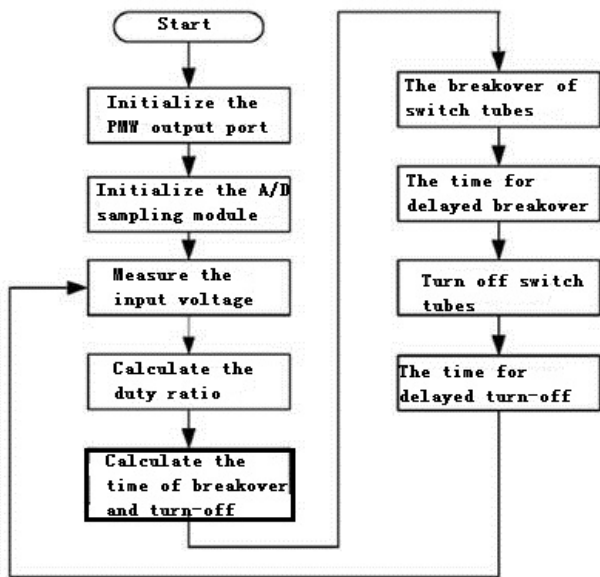 Start
Initialize the
PMW output port
Initialize the A/D
sampling module
Measure the
input voltage
Calculate the
duty ratio
Calculate the
time of breakover
and turn-off
The breakover of
switch tubes
The time for
delayed breakover
Turn off switch
tubes
The time for
delayed turn-off